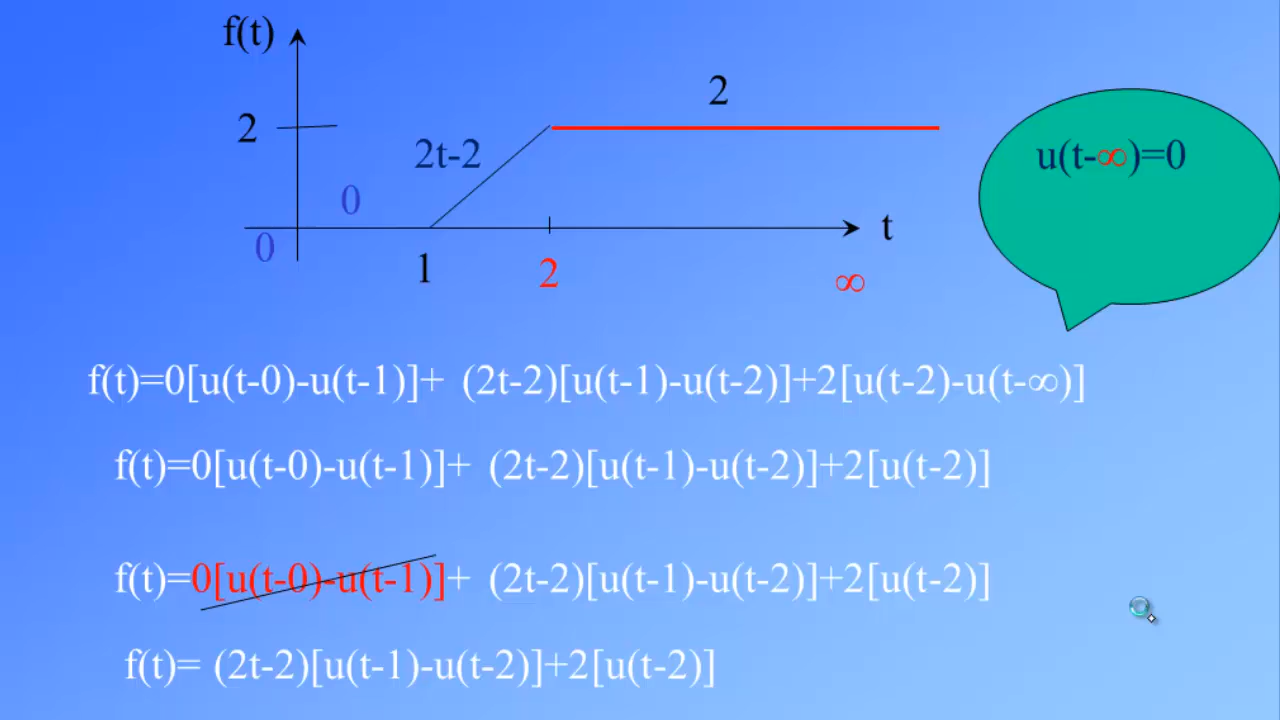 f(t)
2
2
2t-2
0
0
t
1
2
∞
u(t-∞)=0
f(t)=0[u(t-0)-u(t-1)]+ (2t-2)[u(t-1)-u(t-2)]+2[u(t-2)-u(t-∞)]
f(t)=0[u(t-0)-u(t-1)]+ (2t-2)[u(t-1)-u(t-2)]+2[u(t-2)]
f(t)=0[u(t-0)-u(t-1)]+ (2t-2)[u(t-1)-u(t-2)]+2[u(t-2)]
f(t)= (2t-2)[u(t-1)-u(t-2)]+2[u(t-2)]